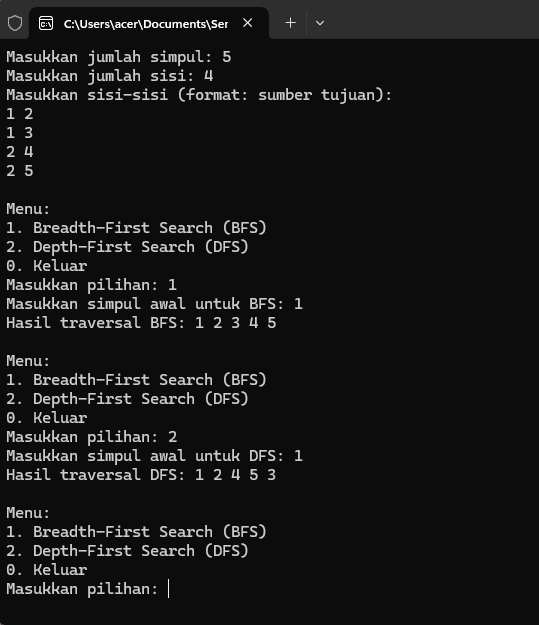 C:\Users\acer\Documents\Ser
Masukkan jumlah simpul: 5
Masukkan jumlah sisi: 4
Masukkan sisi-sisi (format: sumber tujuan):
1 2
1 3
2 4
2 5
Menu:
1. Breadth-First Search (BFS)
2. Depth-First Search (DFS)
0. Keluar
Masukkan pilihan: 1
Masukkan simpul awal untuk BFS: 1
Hasil traversal BFS: 1 2 3 4 5
Menu:
1. Breadth-First Search (BFS)
2. Depth-First Search (DFS)
0. Keluar
Masukkan pilihan: 2
Masukkan simpul awal untuk DFS: 1
Hasil traversal DFS: 1 2 4 5 3
Menu:
1. Breadth-First Search (BFS)
2. Depth-First Search (DFS)
0. Keluar
Masukkan pilihan: